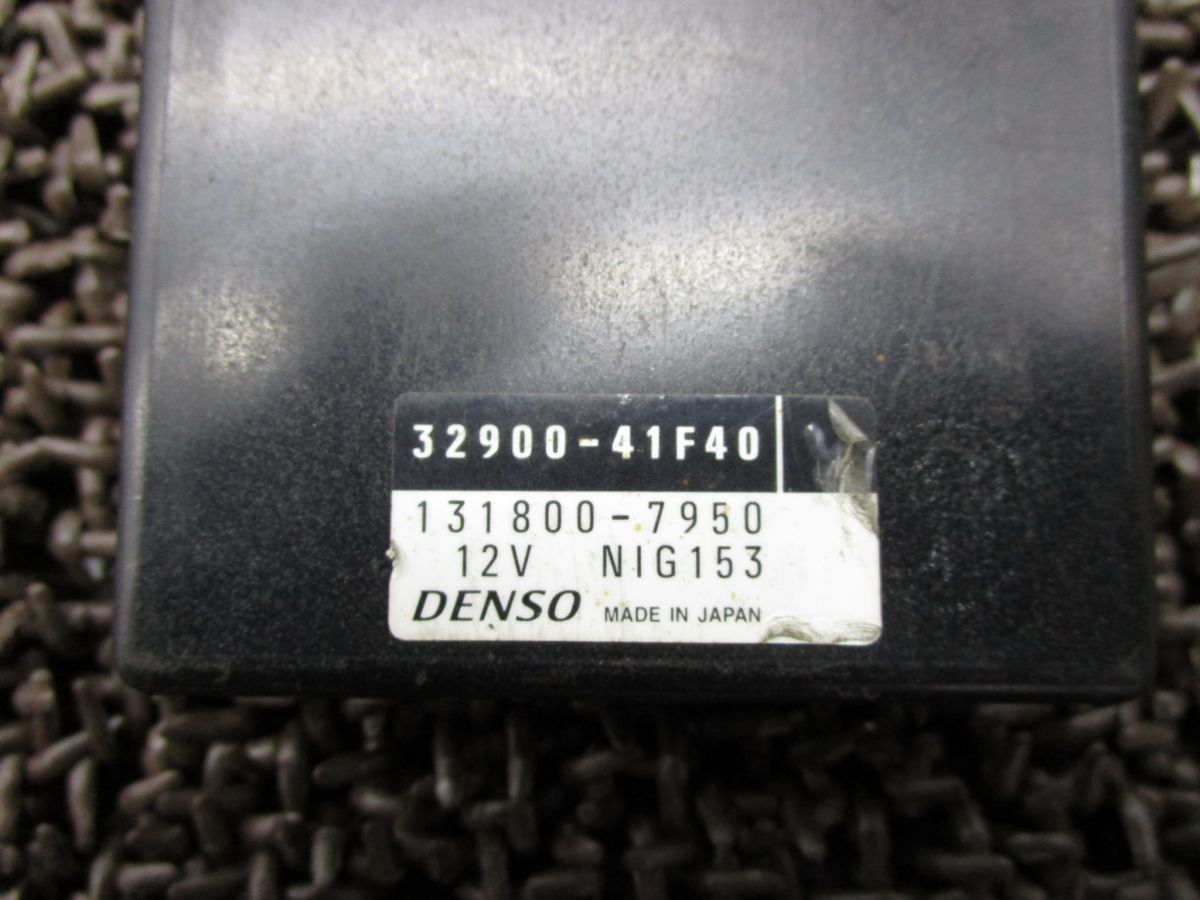 32900-41F40
131800-7950
12V NIG153
DENSO MADE IN JAPAN